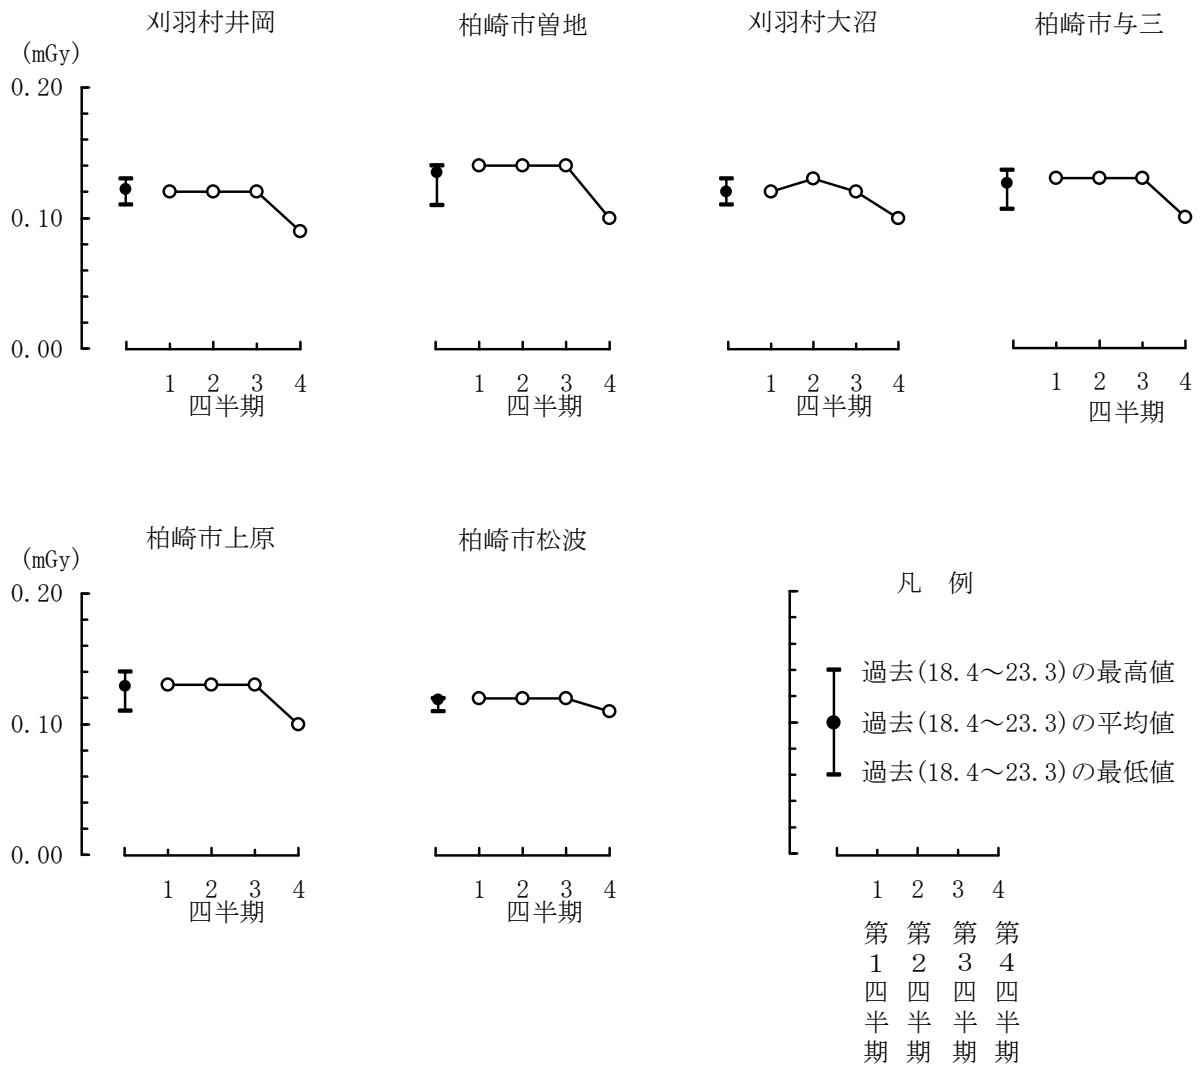 刈羽村井岡
柏崎市曽地
刈羽村大沼
柏崎市与三
(mGy)
0.20
0.10
0.00
1 2 3 4
四半期
1 2 3 4
四半期
1 2 3 4
四半期
1 2 3 4
四半期
柏崎市上原
柏崎市松波
(mGy)
0.20
0.10
0.00
1 2 3 4
四半期
1 2 3 4
四半期
凡 例
過去(18.4～23.3)の最高値
過去(18.4～23.3)の平均値
過去(18.4～23.3)の最低値
1 2 3 4
第1四半期
第2四半期
第3四半期
第4四半期